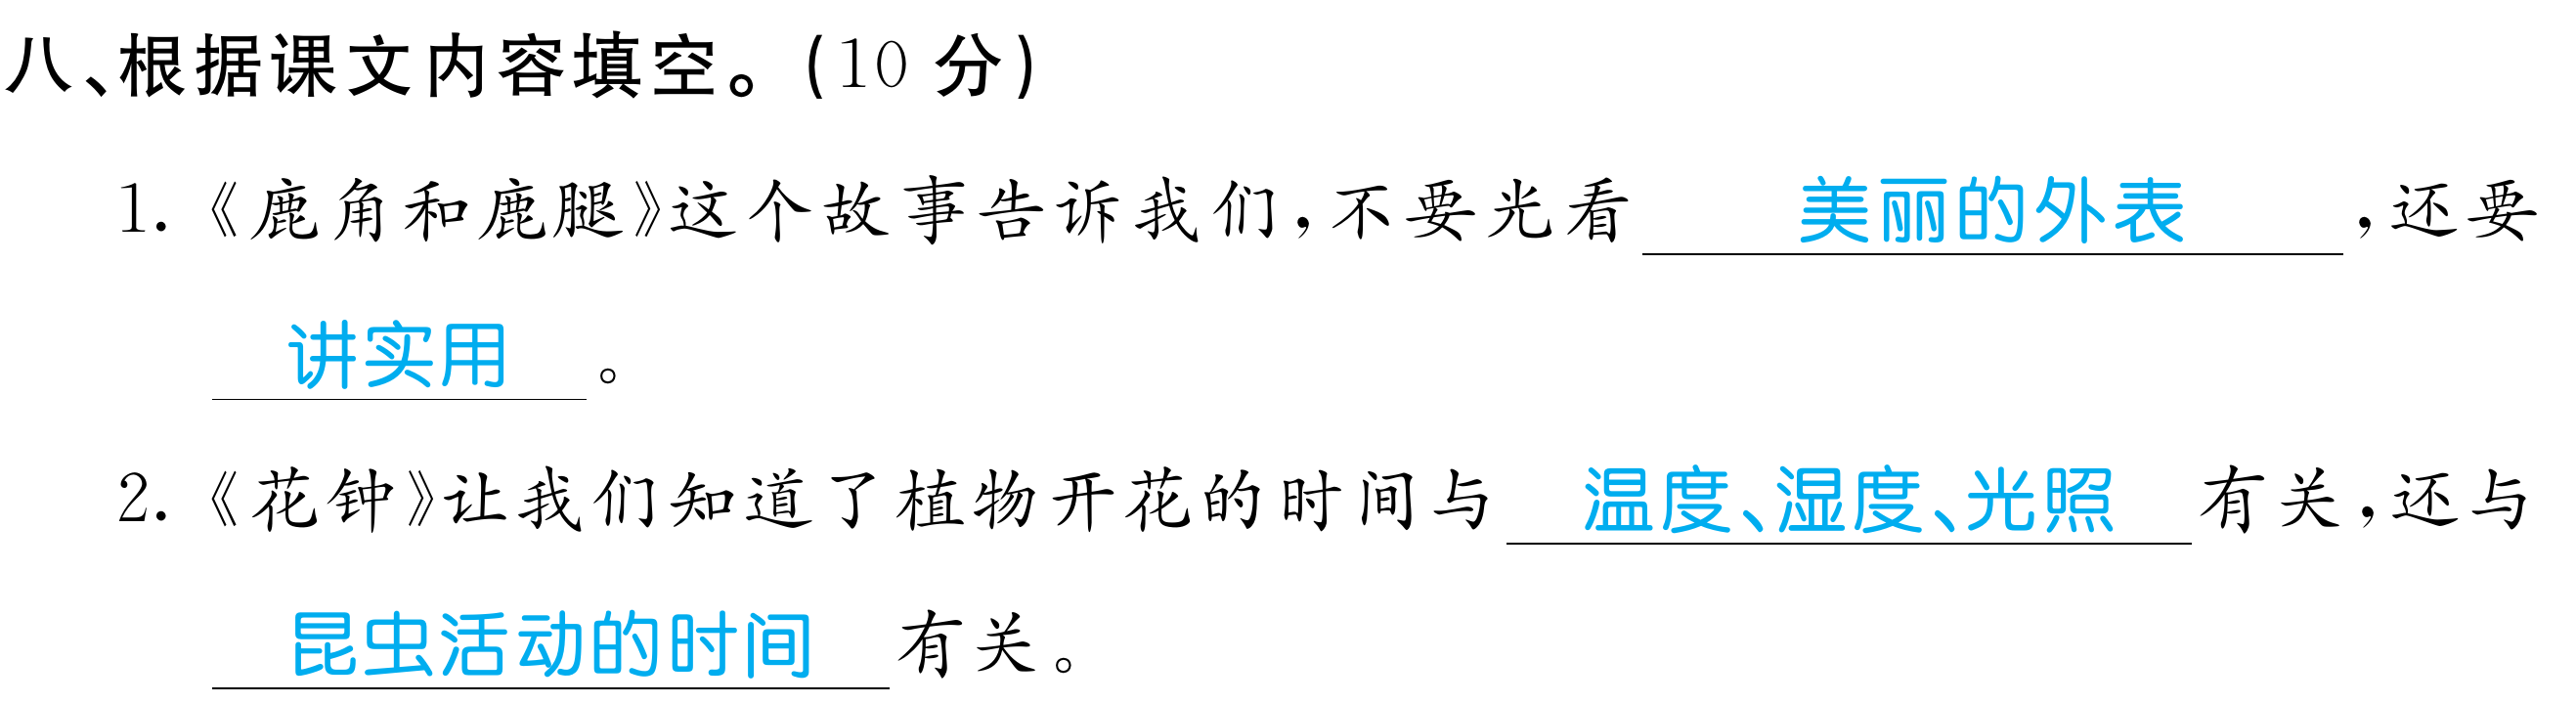 八、根据课文内容填空。(10 分)
1.《鹿角和鹿腿》这个故事告诉我们,不要光看 美丽的外表 ,还要
讲实用 。
2.《花钟》让我们知道了植物开花的时间与 温度、湿度、光照 有关,还与
昆虫活动的时间 有关。